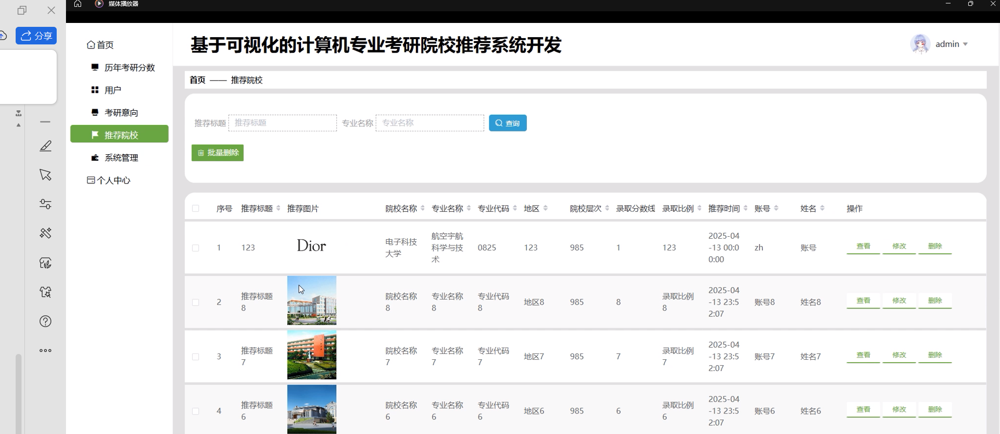 媒体播放器
分享
首页
历年考研分数
用户
考研意向
推荐院校
系统管理
个人中心
基于可视化的计算机专业考研院校推荐系统开发
admin
首页 —— 推荐院校
推荐标题 推荐标题 专业名称 专业名称 查询
批量删除
序号 推荐标题 推荐图片 院校名称 专业名称 专业代码 地区 院校层次 录取分数线 录取比例 推荐时间 账号 姓名 操作
1 123 Dior 电子科技大学 航空宇航科学与技术 0825 123 985 1 123 2025-04-13 00:00:00 zh 账号 查看 修改 删除
2 推荐标题8 院校名称8 专业名称8 专业代码8 地区8 985 8 录取比例8 2025-04-13 23:52:07 账号8 姓名8 查看 修改 删除
3 推荐标题7 院校名称7 专业名称7 专业代码7 地区7 985 7 录取比例7 2025-04-13 23:52:07 账号7 姓名7 查看 修改 删除
4 推荐标题6 院校名称6 专业名称6 专业代码6 地区6 985 6 录取比例6 2025-04-13 23:52:07 账号6 姓名6 查看 修改 删除